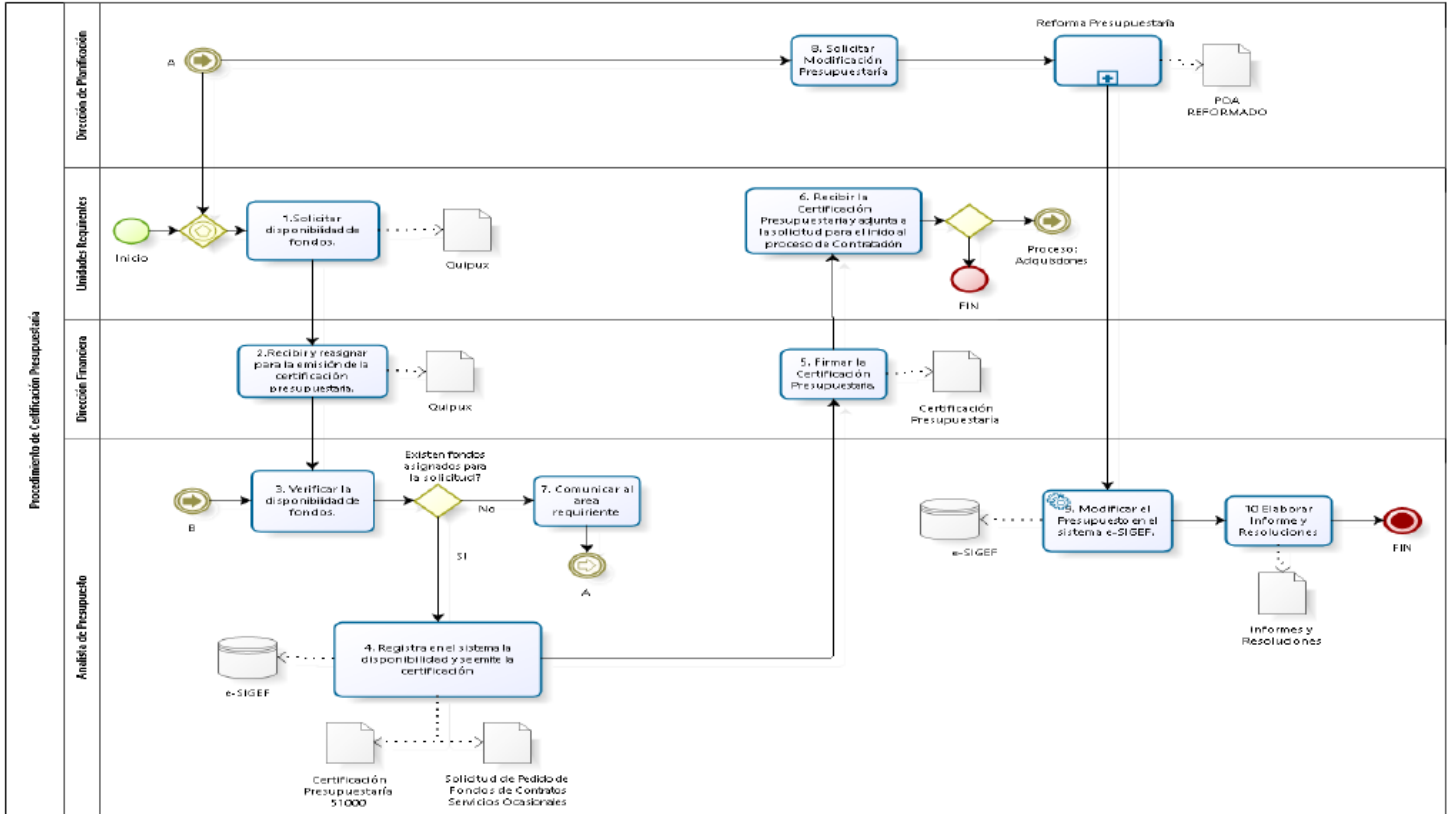 Procedimiento de Certificación Presupuestaría
Dirección de Planificación
A
8. Solicitar
Modificación
Presupuestaría
Reforma Presupuestaría
POA
REFORMADO
Unidades Requirientes
Inicio
1.Solicitar
disponibilidad de
fondos.
Quipux
6. Recibir la
Certificación
Presupuestaria y adjunta a
la solicitud para el inicio al
proceso de Contratación
Proceso:
Adquisiciones
FIN
Dirección Financiera
2.Recibir y reasignar
para la emisión de la
certificación
presupuestaria.
Quipux
5. Firmar la
Certificación
Presupuestaria.
Certificación
Presupuestaria
Analista de Presupuesto
B
3. Verificar la
disponibilidad de
fondos.
Existen fondos
asignados para
la solicitud?
No
SI
7. Comunicar al
area
requiriente
A
4. Registra en el sistema la
disponibilidad y se emite la
certificación
e-SIGEF
Certificación
Presupuestaría
51000
Solicitud de Pedido de
Fondos de Contratos
Servicios Ocasionales
e-SIGEF
9. Modificar el
Presupuesto en el
sistema e-SIGEF.
10.Elaborar
Informe y
Resoluciones
FIN
Informes y
Resoluciones